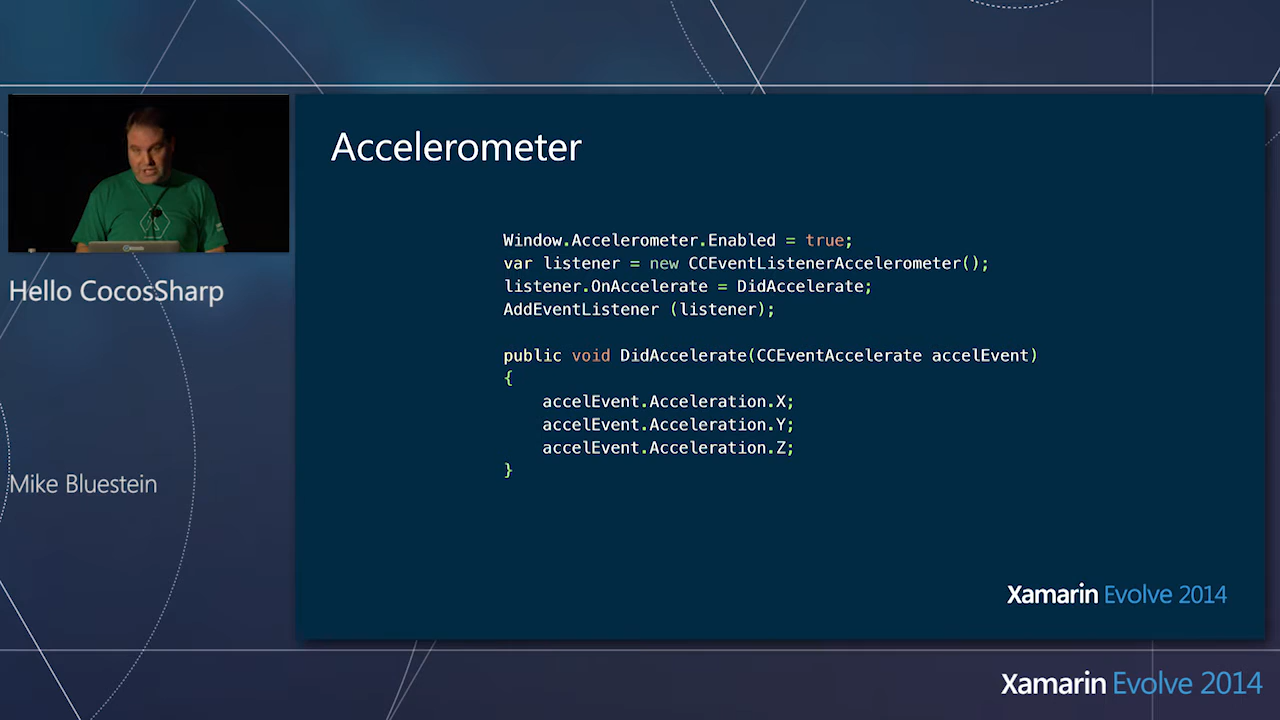 Accelerometer
Window.Accelerometer.Enabled = true;
var listener = new CCEventListenerAccelerometer();
listener.OnAccelerate = DidAccelerate;
AddEventListener (listener);
public void DidAccelerate(CCEventAccelerate accelEvent)
{
    accelEvent.Acceleration.X;
    accelEvent.Acceleration.Y;
    accelEvent.Acceleration.Z;
}
Xamarin Evolve 2014
Hello CocosSharp
Mike Bluestein
Xamarin Evolve 2014